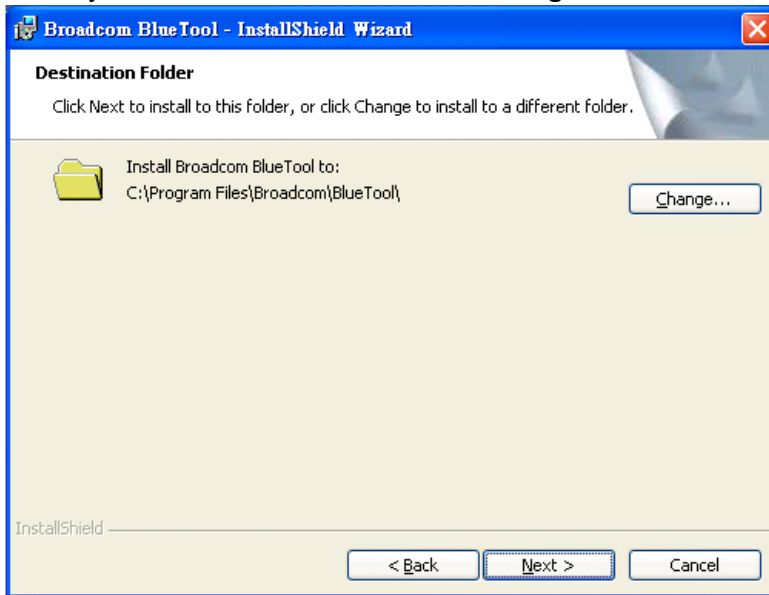 Broadcom BlueTool - InstallShield Wizard
Destination Folder
Click Next to install to this folder, or click Change to install to a different folder.
Install Broadcom BlueTool to:
C:\Program Files\Broadcom\BlueTool\
Change...
InstallShield
< Back
Next >
Cancel